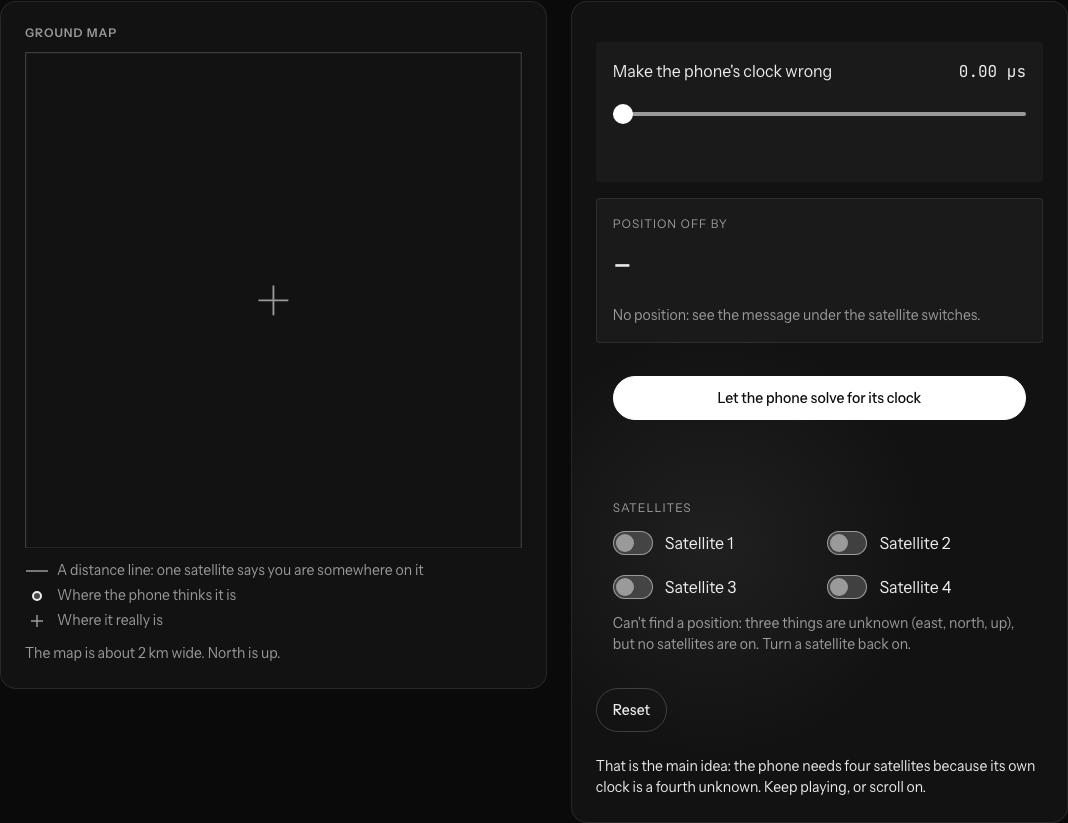 GROUND MAP
A distance line: one satellite says you are somewhere on it
Where the phone thinks it is
Where it really is
The map is about 2 km wide. North is up.
Make the phone's clock wrong
0.00 µs
POSITION OFF BY
–
No position: see the message under the satellite switches.
Let the phone solve for its clock
SATELLITES
Satellite 1
Satellite 2
Satellite 3
Satellite 4
Can't find a position: three things are unknown (east, north, up),
but no satellites are on. Turn a satellite back on.
Reset
That is the main idea: the phone needs four satellites because its own
clock is a fourth unknown. Keep playing, or scroll on.